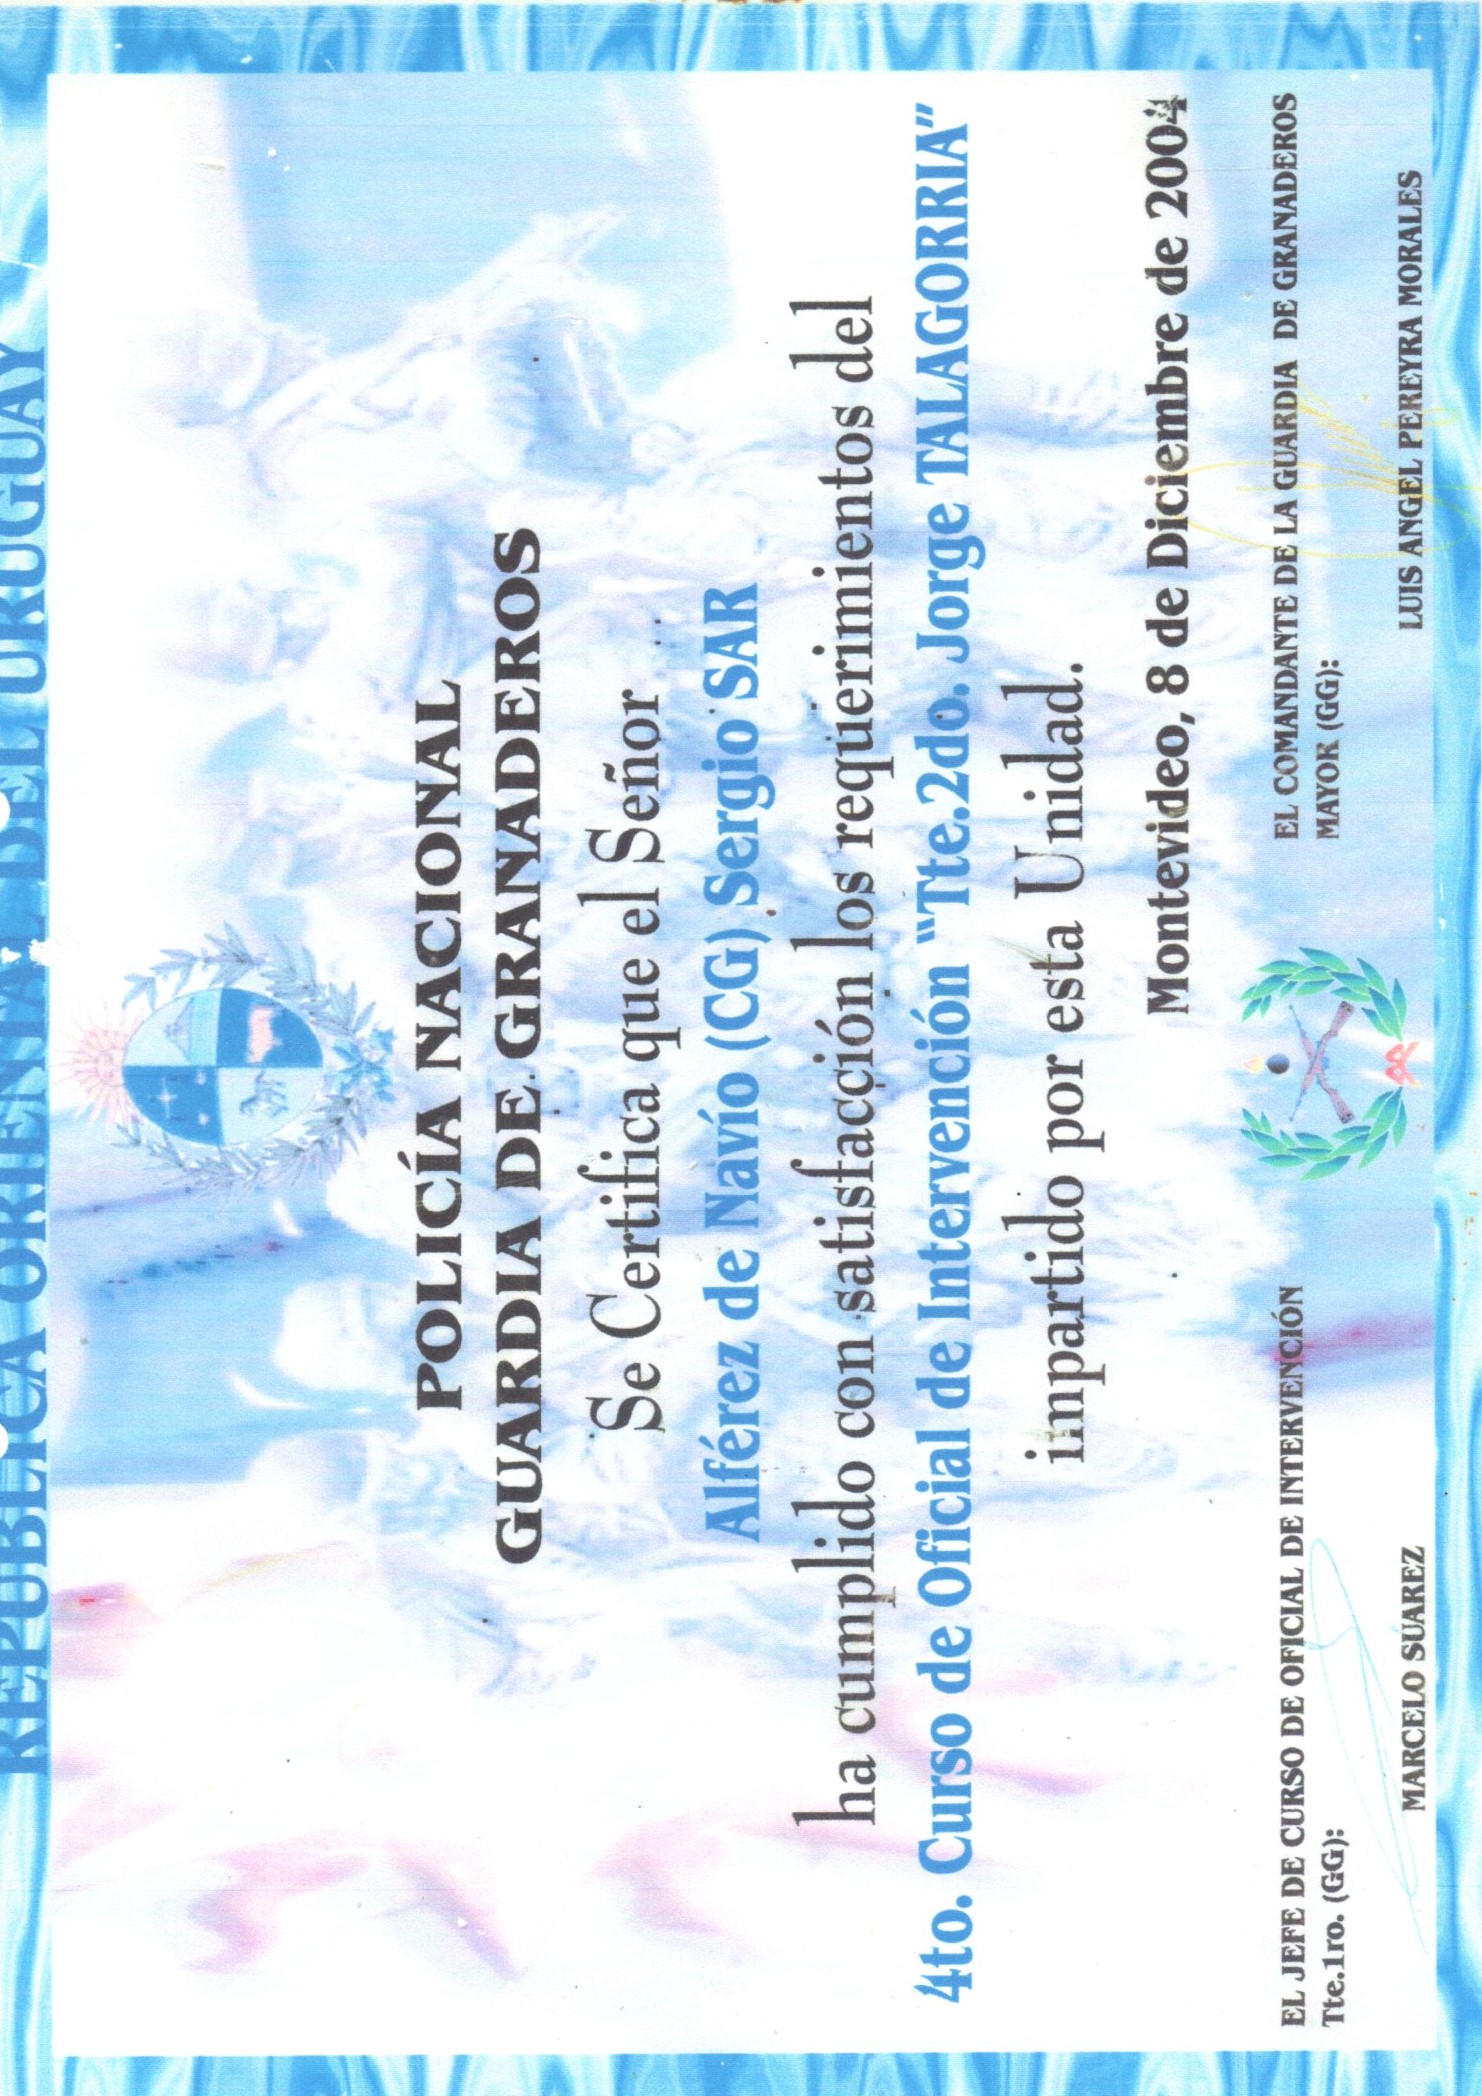 REPÚBLICA ORIENTAL DEL URUGUAY
POLICÍA NACIONAL
GUARDIA DE GRANADEROS
Se Certifica que el Señor
Alférez de Navío (CG) Sergio SAR
ha cumplido con satisfacción los requerimientos del
4to. Curso de Oficial de Intervención "Tte.2do. Jorge TALAGORRIA"
impartido por esta Unidad.
Montevideo, 8 de Diciembre de 2004
EL JEFE DE CURSO DE OFICIAL DE INTERVENCIÓN
Tte.1ro. (GG):
MARCELO SÚAREZ
EL COMANDANTE DE LA GUARDIA DE GRANADEROS
MAYOR (GG):
LUIS ANGEL PEREYRA MORALES